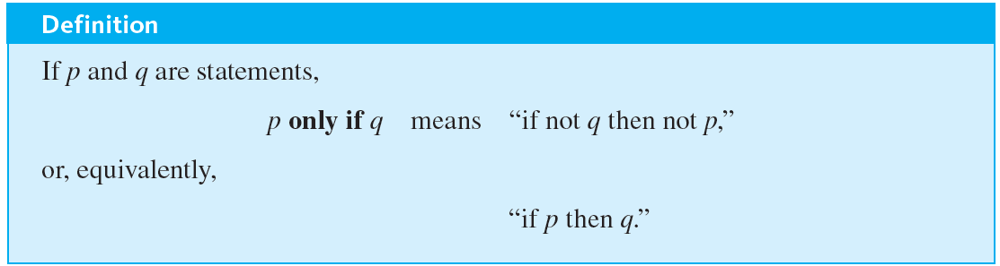 Definition
If p and q are statements,
p only if q means “if not q then not p,”
or, equivalently,
“if p then q.”